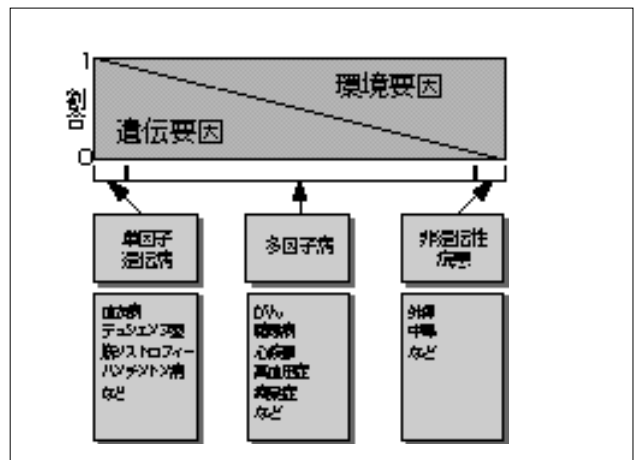 1
割合
0
環境要因
遺伝要因
単因子
遺伝病
多因子病
非遺伝性
疾患
血友病
デュシェンヌ型
筋ジストロフィー
ハンチントン病
など
がん
糖尿病
心疾患
高血圧症
など
外傷
中毒
など